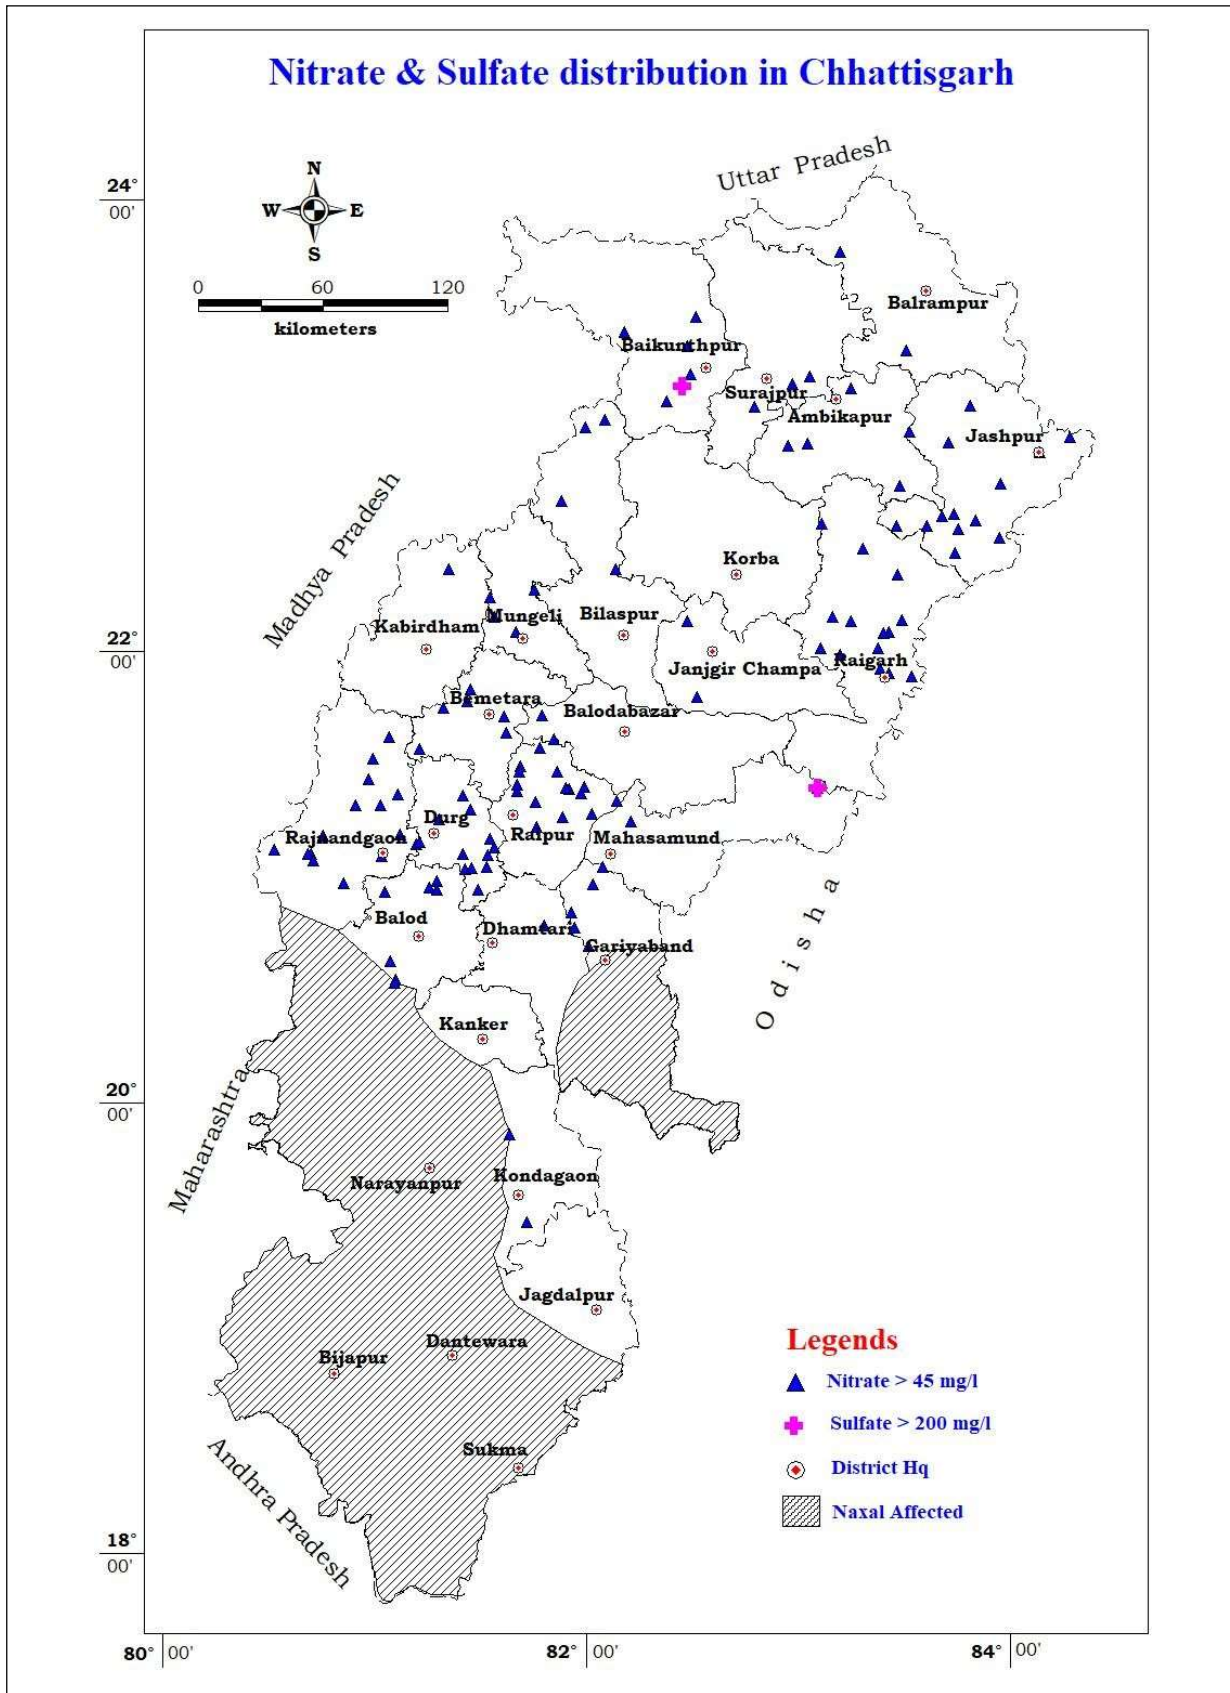 Nitrate & Sulfate distribution in Chhattisgarh
Uttar Pradesh
N
W E
S
24°
00'
0 60 120
kilometers
Balrampur
Baikunthpur
Surajpur
Ambikapur
Jashpur
Madhya Pradesh
Korba
Kabirdham
Mungeli
Bilaspur
22°
00'
Janjgir Champa
Raigarh
Bemetara
Balodabazar
Durg
Rajnandgaon
Raipur
Mahasamund
Balod
Dhamtari
Gariyaband
Odisha
Kanker
20°
00'
Maharashtra
Narayanpur
Kondagaon
Jagdalpur
Dantewara
Bijapur
Sukma
Andhra Pradesh
Legends
Nitrate > 45 mg/l
Sulfate > 200 mg/l
District Hq
Naxal Affected
18°
00'
80° 00' 82° 00' 84° 00'